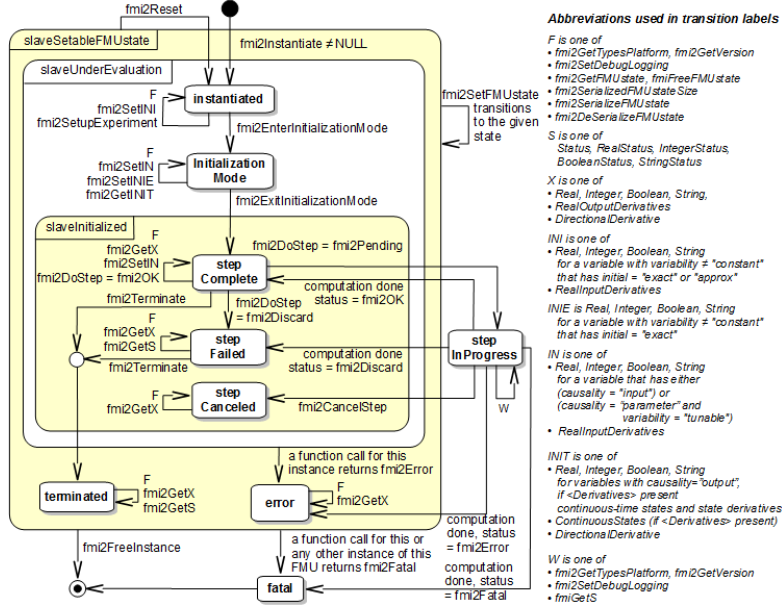 fmi2Reset
slaveSetableFMUstate
fmi2Instantiate ≠ NULL
slaveUnderEvaluation
F
fmi2SetINI
fmi2SetupExperiment
instantiated
fmi2SetFMUstate
transitions
to the given
state
fmi2EnterInitializationMode
F
fmi2SetIN
fmi2SetINIE
fmi2GetINIT
Initialization
Mode
fmi2ExitInitializationMode
slaveInitialized
F
fmi2GetX
fmi2SetIN
fmi2DoStep = fmi2OK
fmi2DoStep = fmi2Pending
step
Complete
computation done
status = fmi2OK
fmi2Terminate
fmi2DoStep
= fmi2Discard
F
fmi2GetX
fmi2GetS
step
Failed
step
InProgress
fmi2Terminate
computation done
status = fmi2Discard
F
fmi2GetX
step
Canceled
fmi2CancelStep
W
a function call for this
instance returns fmi2Error
terminated
F
fmi2GetX
fmi2GetS
error
F
fmi2GetX
computation
done, status
= fmi2Error
fmi2FreeInstance
a function call for this or
any other instance of this
FMU returns fmi2Fatal
computation
done, status
= fmi2Fatal
fatal
Abbreviations used in transition labels
F is one of
• fmi2GetTypesPlatform, fmi2GetVersion
• fmi2SetDebugLogging
• fmi2GetFMUstate, fmiFreeFMUstate
• fmi2SerializedFMUstateSize
• fmi2SerializeFMUstate
• fmi2DeSerializeFMUstate
S is one of
Status, RealStatus, IntegerStatus,
BooleanStatus, StringStatus
X is one of
• Real, Integer, Boolean, String,
• RealOutputDerivatives
• DirectionalDerivative
INI is one of
• Real, Integer, Boolean, String
for a variable with variability ≠ "constant"
that has initial = "exact" or "approx"
• RealInputDerivatives
INIE is Real, Integer, Boolean, String
for a variable with variability ≠ "constant"
that has initial = "exact"
IN is one of
• Real, Integer, Boolean, String
for a variable that has either
(causality = "input") or
(causality = "parameter" and
variability = "tunable")
• RealInputDerivatives
INIT is one of
• Real, Integer, Boolean, String
for variables with causality="output",
if <Derivatives> present
continuous-time states and state derivatives
• ContinuousStates (if <Derivatives> present)
• DirectionalDerivative
W is one of
• fmi2GetTypesPlatform, fmi2GetVersion
• fmi2SetDebugLogging
• fmiGetS